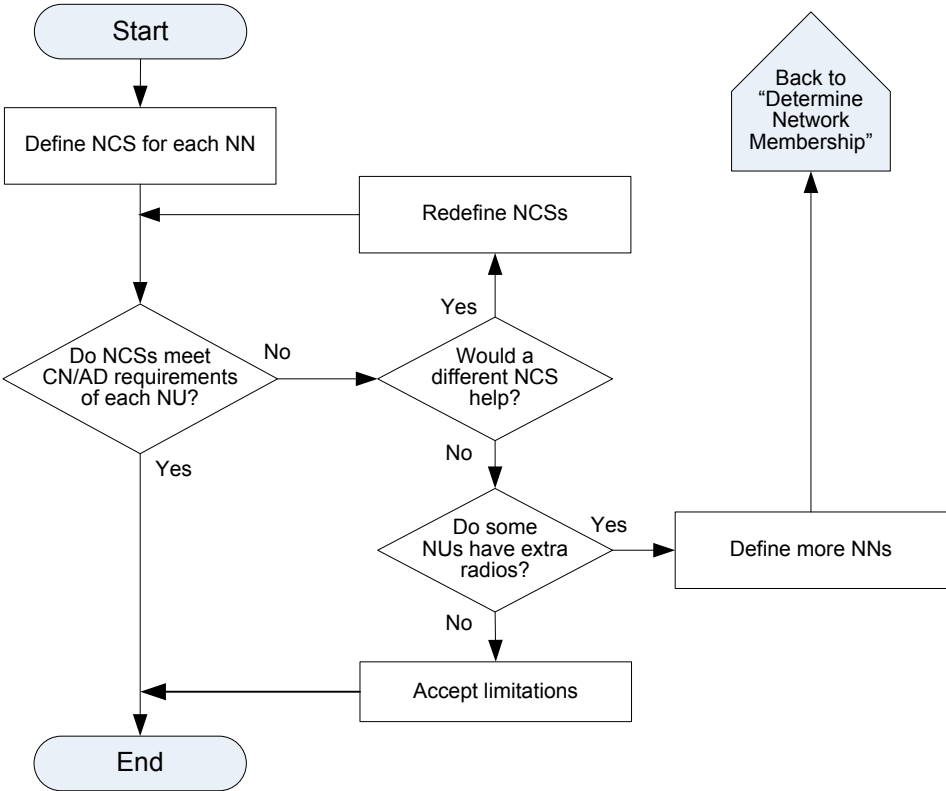 Start
Back to
“Determine
Network
Membership”
Define NCS for each NN
Redefine NCSs
Yes
Do NCSs meet
CN/AD requirements
of each NU?
No
Would a
different NCS
help?
Yes
No
Do some
NUs have extra
radios?
Yes
Define more NNs
No
Accept limitations
End